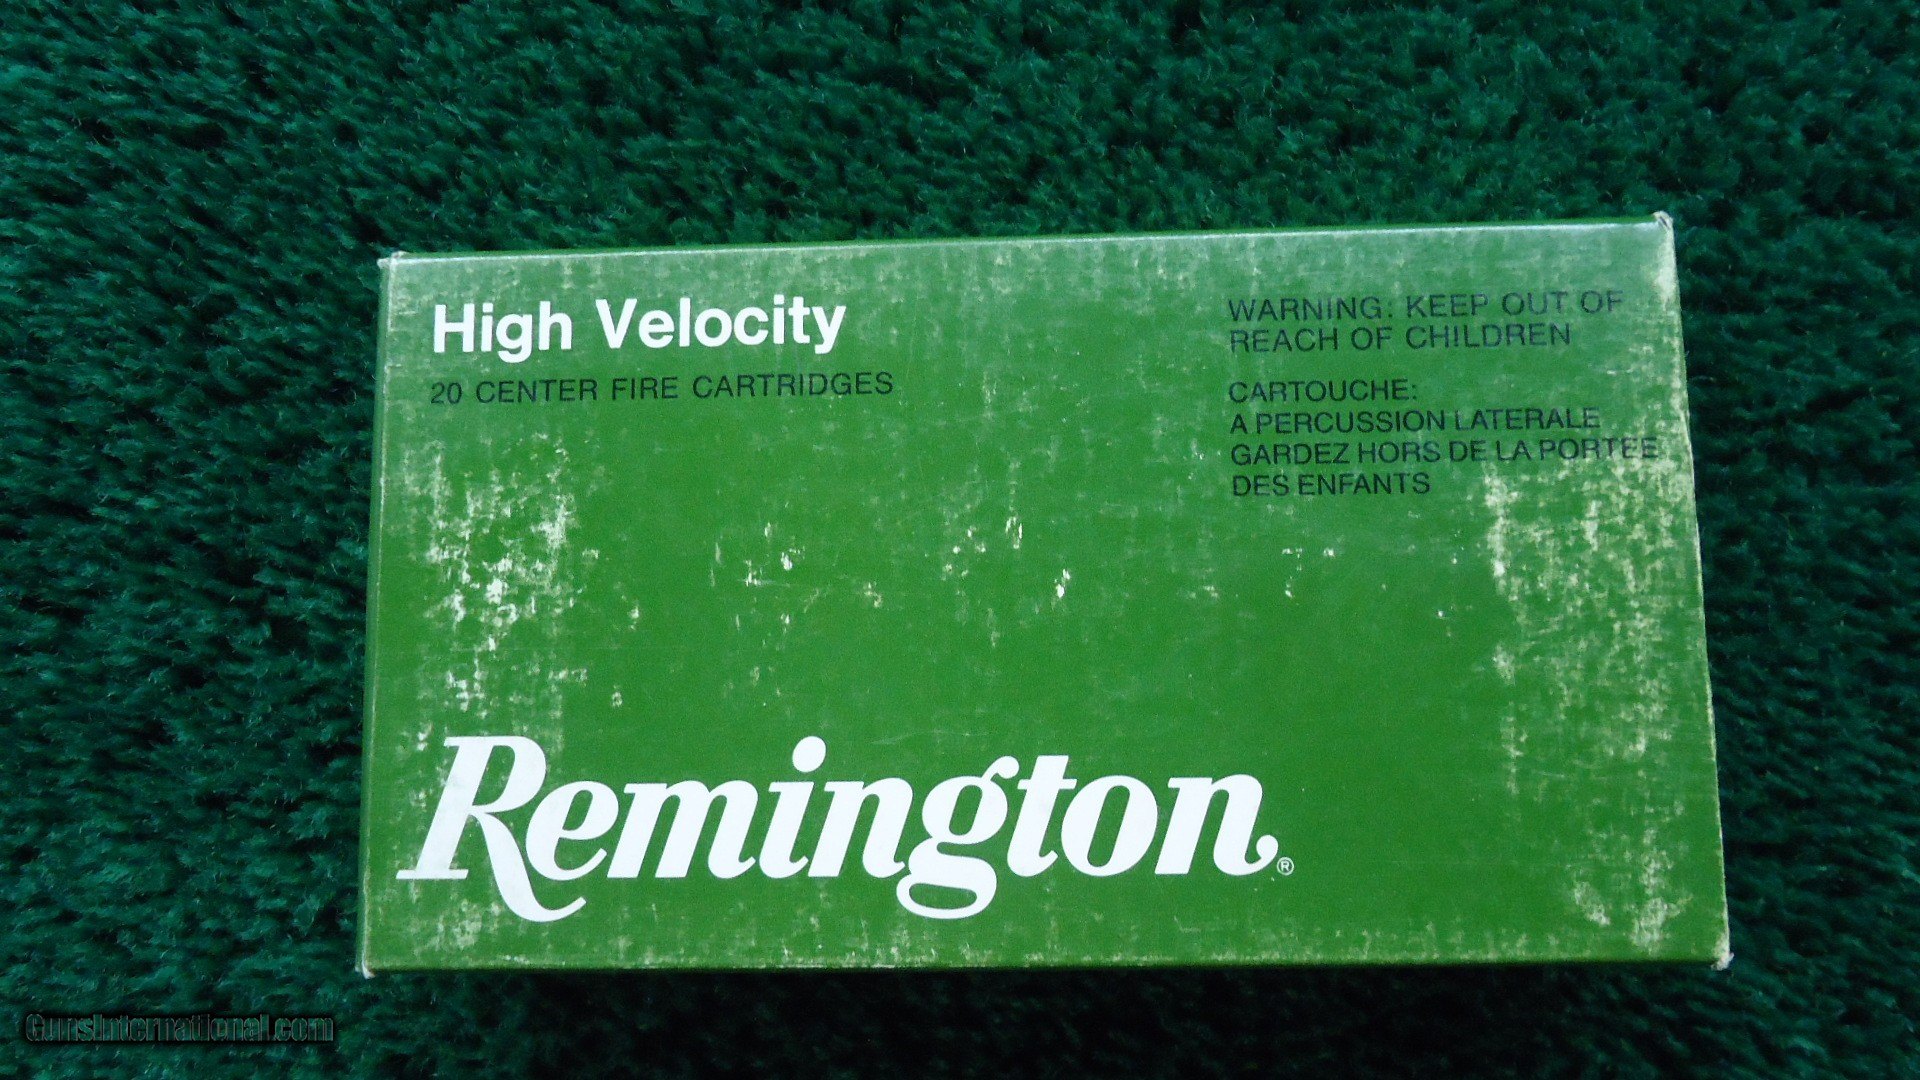 High Velocity
20 CENTER FIRE CARTRIDGES
WARNING: KEEP OUT OF
REACH OF CHILDREN
CARTOUCHE:
A PERCUSSION LATERALE
GARDEZ HORS DE LA PORTEE
DES ENFANTS
Remington®
GunsInternational.com